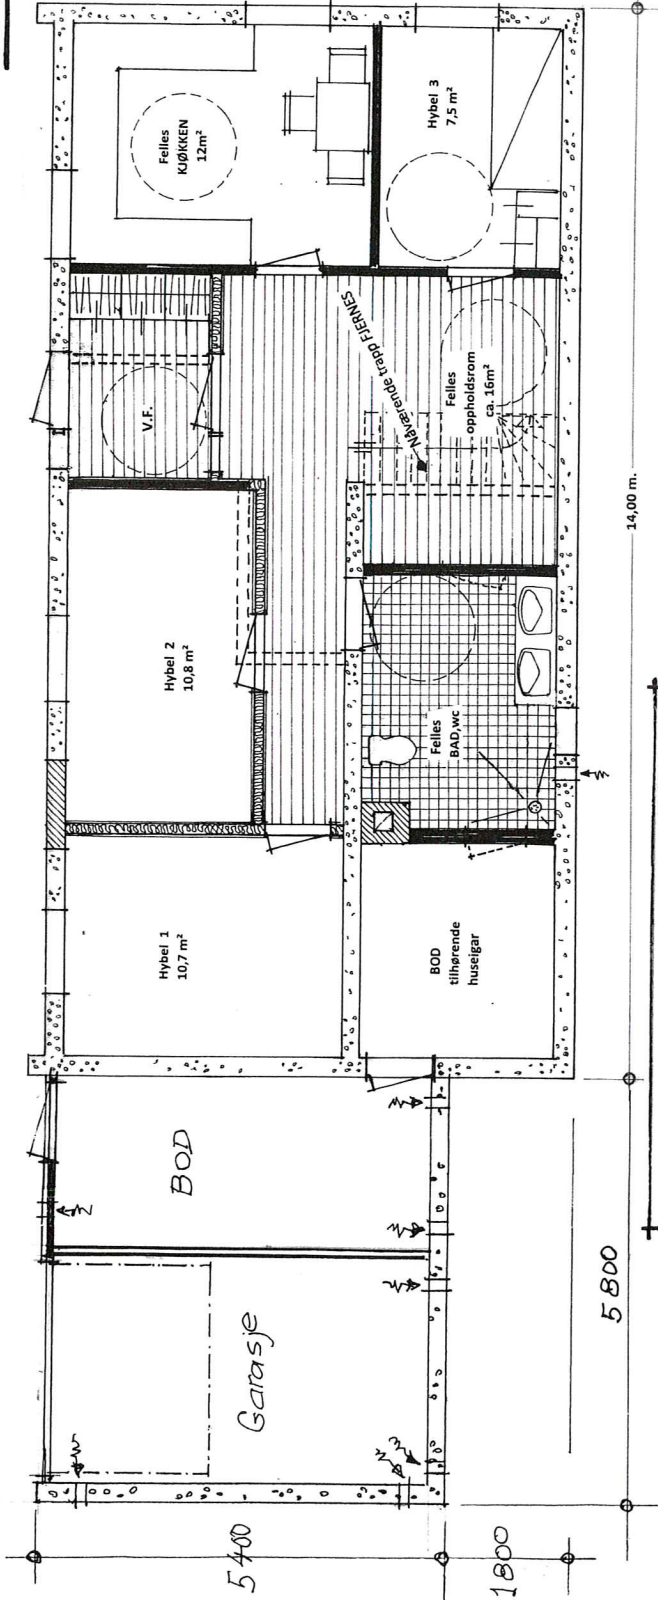 Garasje
BOD
Hybel 1
10,7 m²
BOD
tilhørende
huseigar
Hybel 2
10,8 m²
Felles
BAD,wc
V.F.
Nåværende trapp FJERNES
Felles
oppholdsrom
ca. 16m²
Felles
KJØKKEN
12m²
Hybel 3
7,5 m²
5400
1800
5800
14,00 m.